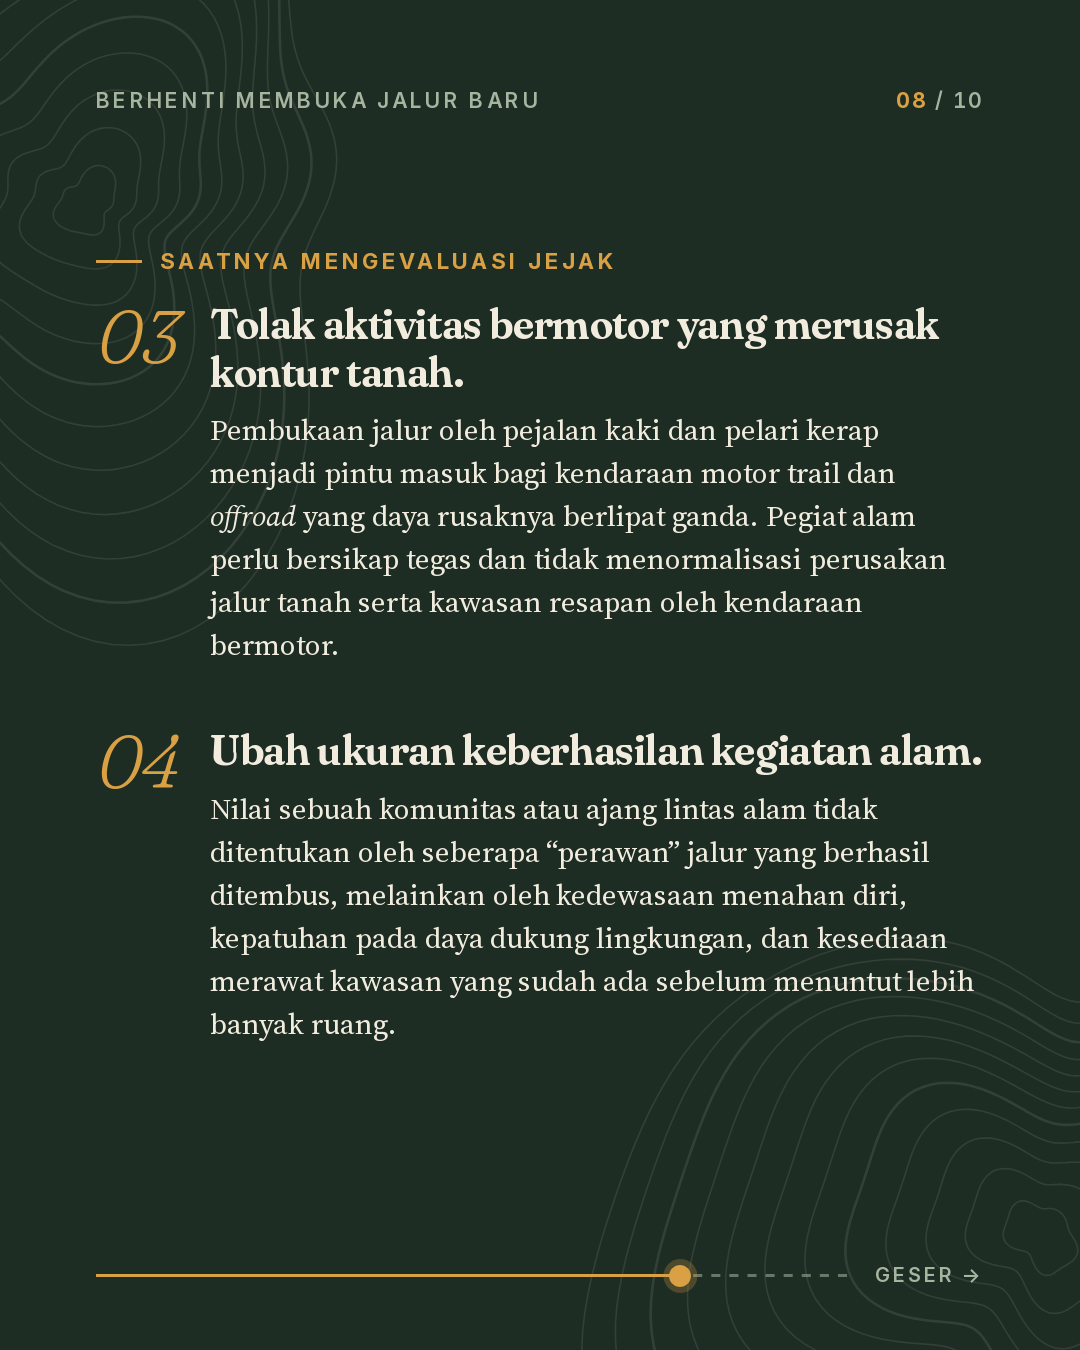 BERHENTI MEMBUKA JALUR BARU
08 / 10
SAATNYA MENGEVALUASI JEJAK
03
Tolak aktivitas bermotor yang merusak
kontur tanah.
Pembukaan jalur oleh pejalan kaki dan pelari kerap
menjadi pintu masuk bagi kendaraan motor trail dan
offroad yang daya rusaknya berlipat ganda. Pegiat alam
perlu bersikap tegas dan tidak menormalisasi perusakan
jalur tanah serta kawasan resapan oleh kendaraan
bermotor.
04
Ubah ukuran keberhasilan kegiatan alam.
Nilai sebuah komunitas atau ajang lintas alam tidak
ditentukan oleh seberapa “perawan” jalur yang berhasil
ditembus, melainkan oleh kedewasaan menahan diri,
kepatuhan pada daya dukung lingkungan, dan kesediaan
merawat kawasan yang sudah ada sebelum menuntut lebih
banyak ruang.
GESER →